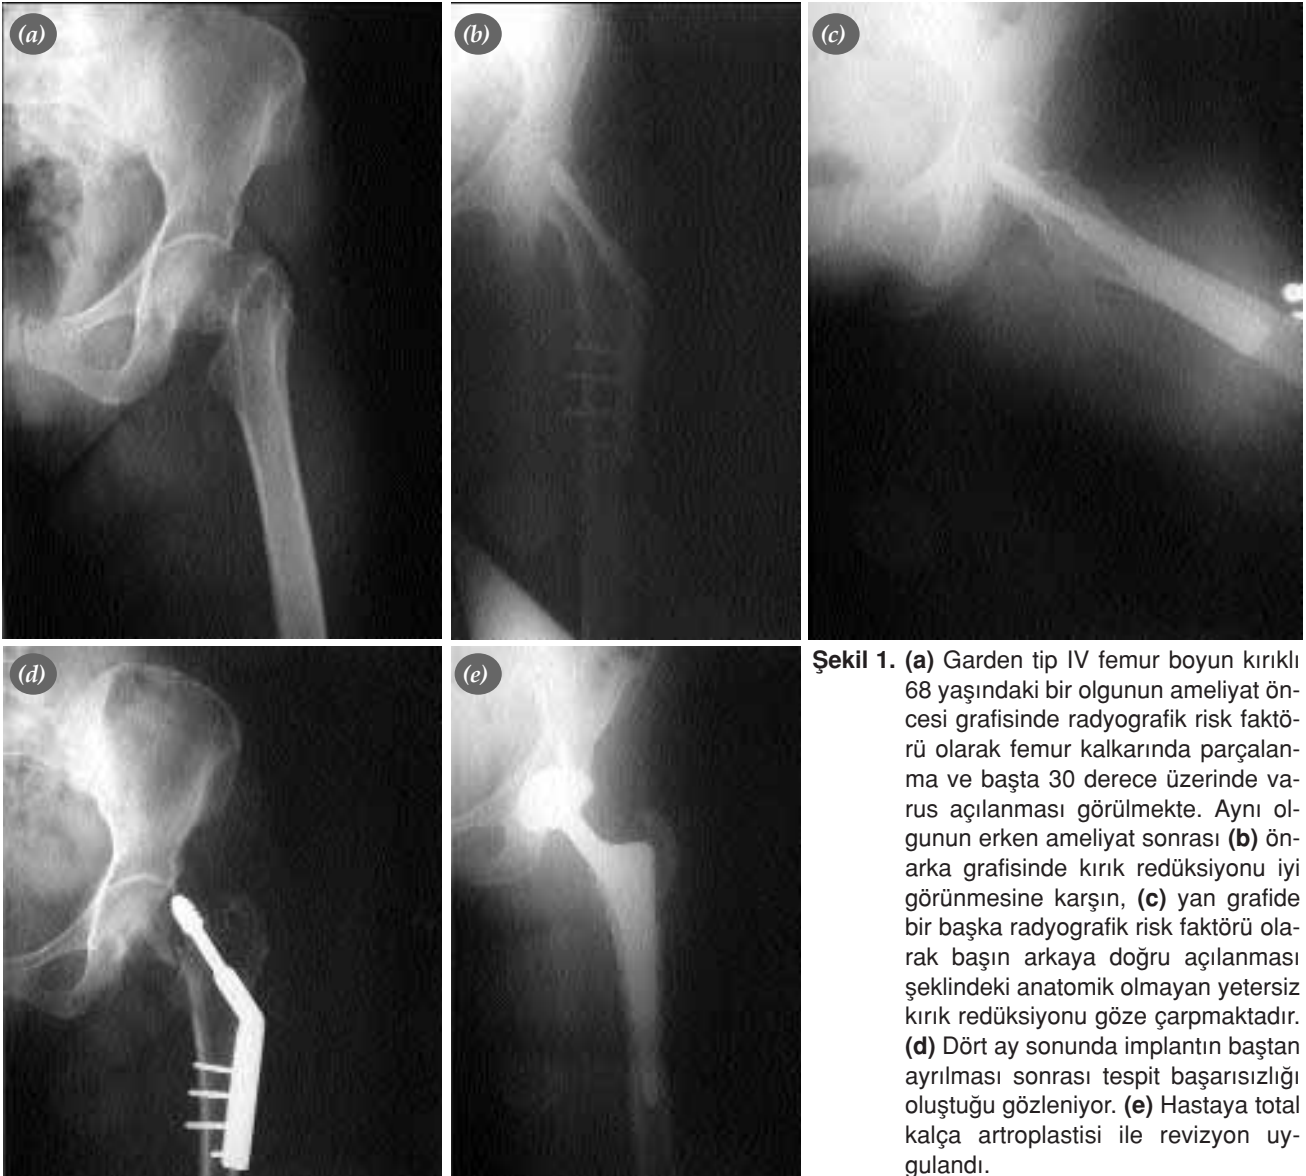 (a)
(b)
(c)
(d)
(e)
Şekil 1. (a) Garden tip IV femur boyun kırıklı
68 yaşındaki bir olgunun ameliyat ön-
cesi grafisinde radyografik risk faktö-
rü olarak femur kalkarında parçalan-
ma ve başta 30 derece üzerinde va-
rus açılanması görülmekte. Aynı ol-
gunun erken ameliyat sonrası (b) ön-
arka grafisinde kırık redüksiyonu iyi
görünmesine karşın, (c) yan grafide
bir başka radyografik risk faktörü ola-
rak başın arkaya doğru açılanması
şeklindeki anatomik olmayan yetersiz
kırık redüksiyonu göze çarpmaktadır.
(d) Dört ay sonunda implantın baştan
ayrılması sonrası tespit başarısızlığı
oluştuğu gözleniyor. (e) Hastaya total
kalça artroplastisi ile revizyon uy-
gulandı.